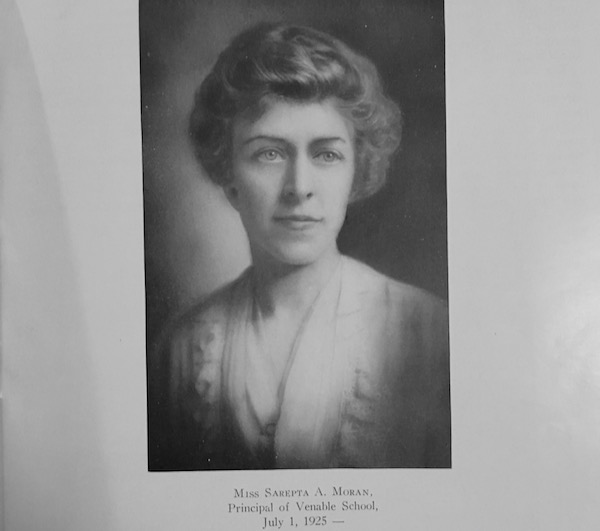 Miss Sarepta A. Moran,
Principal of Venable School,
July 1, 1925 —